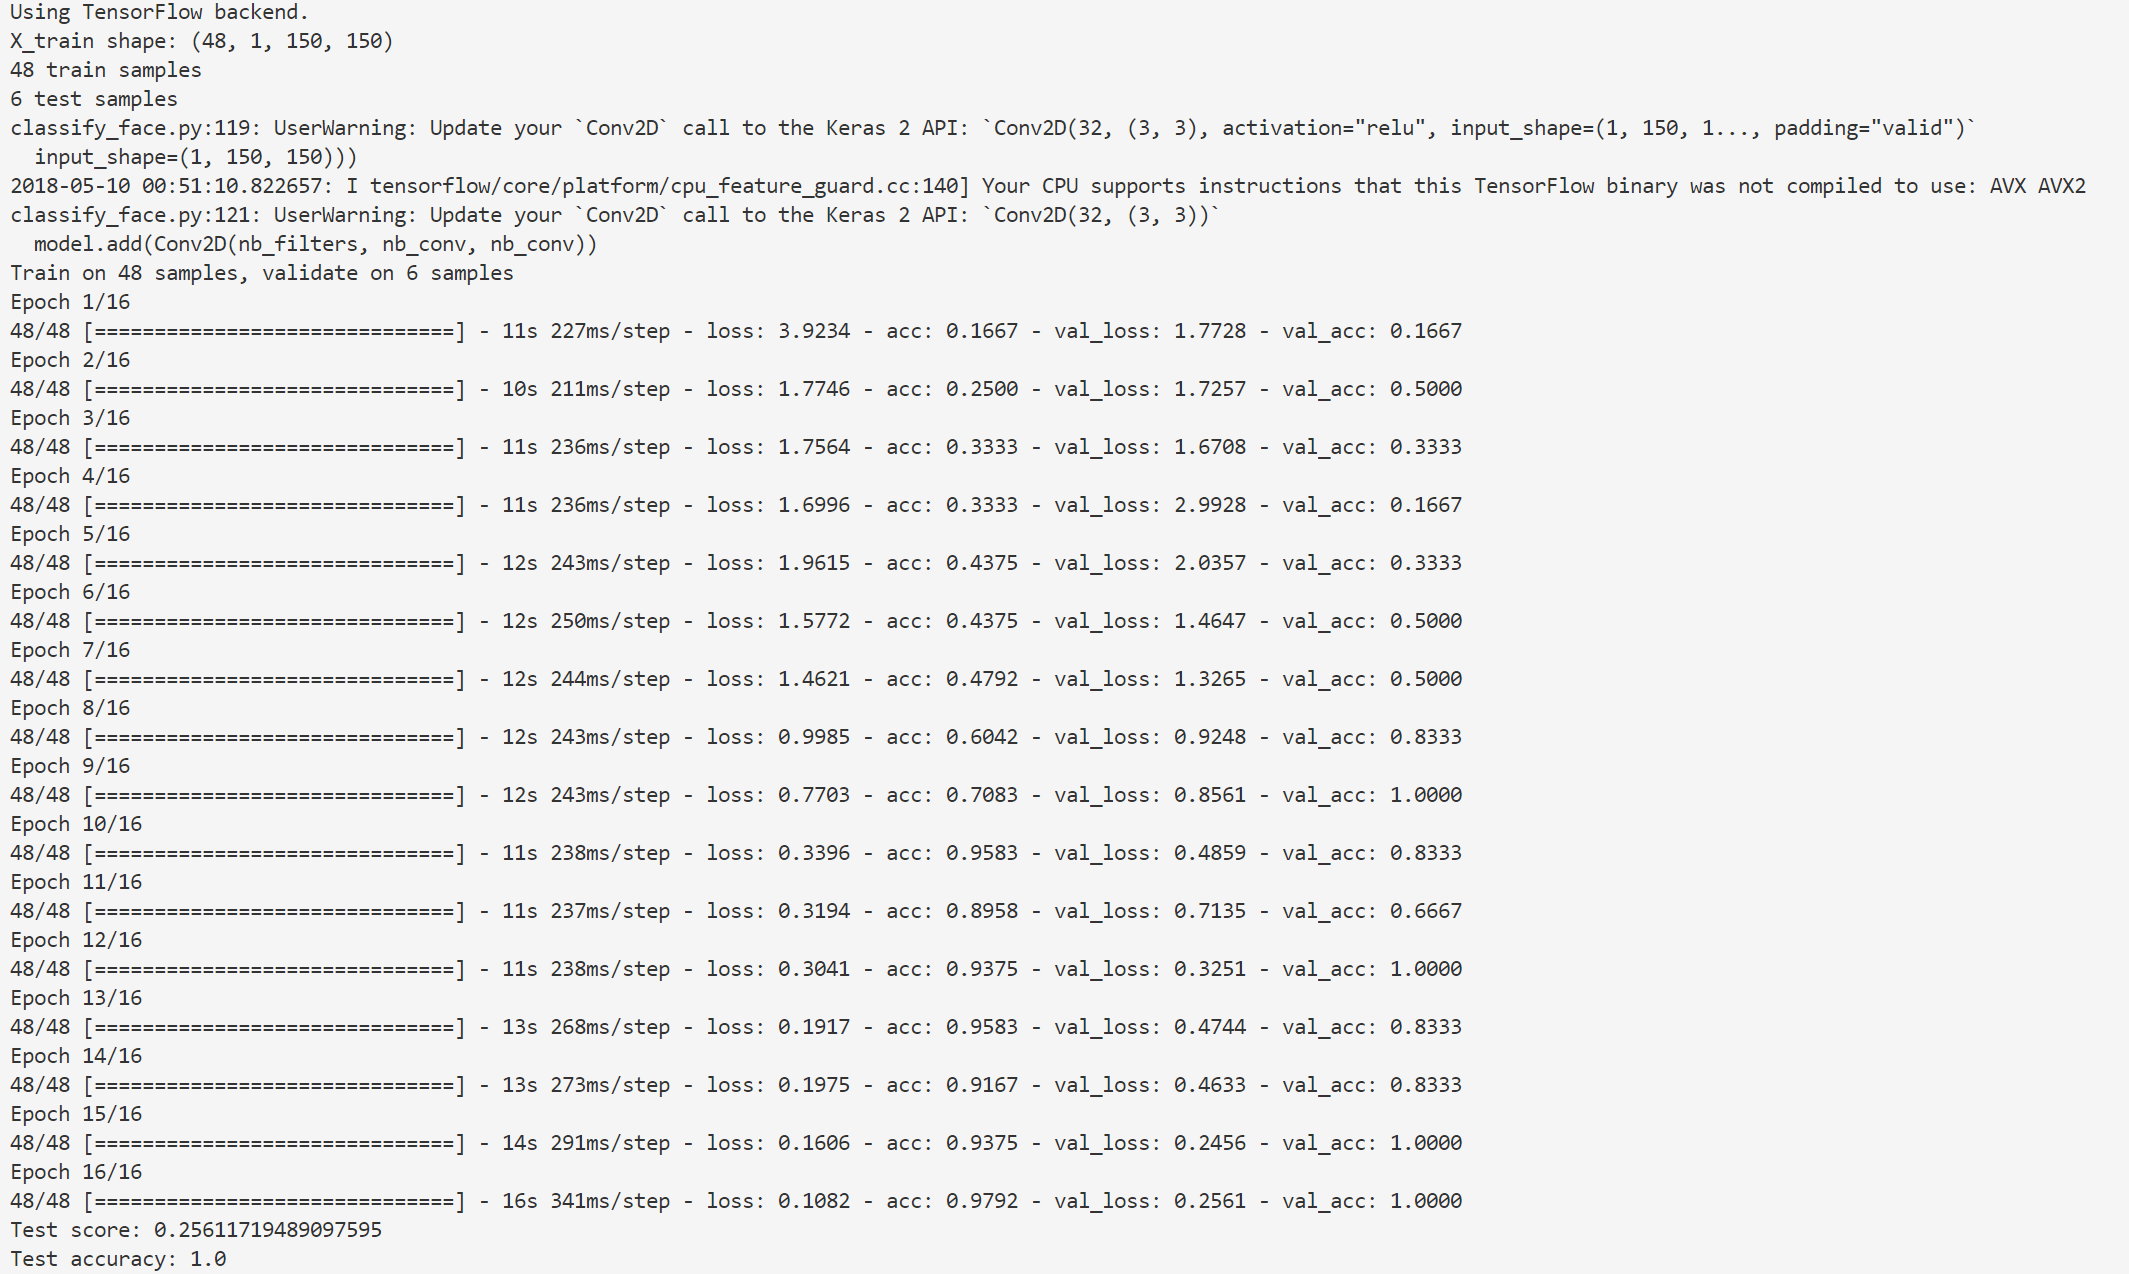 Using TensorFlow backend.
X_train shape: (48, 1, 150, 150)
48 train samples
6 test samples
classify_face.py:119: UserWarning: Update your `Conv2D` call to the Keras 2 API: `Conv2D(32, (3, 3), activation="relu", input_shape=(1, 150, 1..., padding="valid")`
  input_shape=(1, 150, 150)))
2018-05-10 00:51:10.822657: I tensorflow/core/platform/cpu_feature_guard.cc:140] Your CPU supports instructions that this TensorFlow binary was not compiled to use: AVX AVX2
classify_face.py:121: UserWarning: Update your `Conv2D` call to the Keras 2 API: `Conv2D(32, (3, 3))`
  model.add(Conv2D(nb_filters, nb_conv, nb_conv))
Train on 48 samples, validate on 6 samples
Epoch 1/16
48/48 [==============================] - 11s 227ms/step - loss: 3.9234 - acc: 0.1667 - val_loss: 1.7728 - val_acc: 0.1667
Epoch 2/16
48/48 [==============================] - 10s 211ms/step - loss: 1.7746 - acc: 0.2500 - val_loss: 1.7257 - val_acc: 0.5000
Epoch 3/16
48/48 [==============================] - 11s 236ms/step - loss: 1.7564 - acc: 0.3333 - val_loss: 1.6708 - val_acc: 0.3333
Epoch 4/16
48/48 [==============================] - 11s 236ms/step - loss: 1.6996 - acc: 0.3333 - val_loss: 2.9928 - val_acc: 0.1667
Epoch 5/16
48/48 [==============================] - 12s 243ms/step - loss: 1.9615 - acc: 0.4375 - val_loss: 2.0357 - val_acc: 0.3333
Epoch 6/16
48/48 [==============================] - 12s 250ms/step - loss: 1.5772 - acc: 0.4375 - val_loss: 1.4647 - val_acc: 0.5000
Epoch 7/16
48/48 [==============================] - 12s 244ms/step - loss: 1.4621 - acc: 0.4792 - val_loss: 1.3265 - val_acc: 0.5000
Epoch 8/16
48/48 [==============================] - 12s 243ms/step - loss: 0.9985 - acc: 0.6042 - val_loss: 0.9248 - val_acc: 0.8333
Epoch 9/16
48/48 [==============================] - 12s 243ms/step - loss: 0.7703 - acc: 0.7083 - val_loss: 0.8561 - val_acc: 1.0000
Epoch 10/16
48/48 [==============================] - 11s 238ms/step - loss: 0.3396 - acc: 0.9583 - val_loss: 0.4859 - val_acc: 0.8333
Epoch 11/16
48/48 [==============================] - 11s 237ms/step - loss: 0.3194 - acc: 0.8958 - val_loss: 0.7135 - val_acc: 0.6667
Epoch 12/16
48/48 [==============================] - 11s 238ms/step - loss: 0.3041 - acc: 0.9375 - val_loss: 0.3251 - val_acc: 1.0000
Epoch 13/16
48/48 [==============================] - 13s 268ms/step - loss: 0.1917 - acc: 0.9583 - val_loss: 0.4744 - val_acc: 0.8333
Epoch 14/16
48/48 [==============================] - 13s 273ms/step - loss: 0.1975 - acc: 0.9167 - val_loss: 0.4633 - val_acc: 0.8333
Epoch 15/16
48/48 [==============================] - 14s 291ms/step - loss: 0.1606 - acc: 0.9375 - val_loss: 0.2456 - val_acc: 1.0000
Epoch 16/16
48/48 [==============================] - 16s 341ms/step - loss: 0.1082 - acc: 0.9792 - val_loss: 0.2561 - val_acc: 1.0000
Test score: 0.25611719489097595
Test accuracy: 1.0